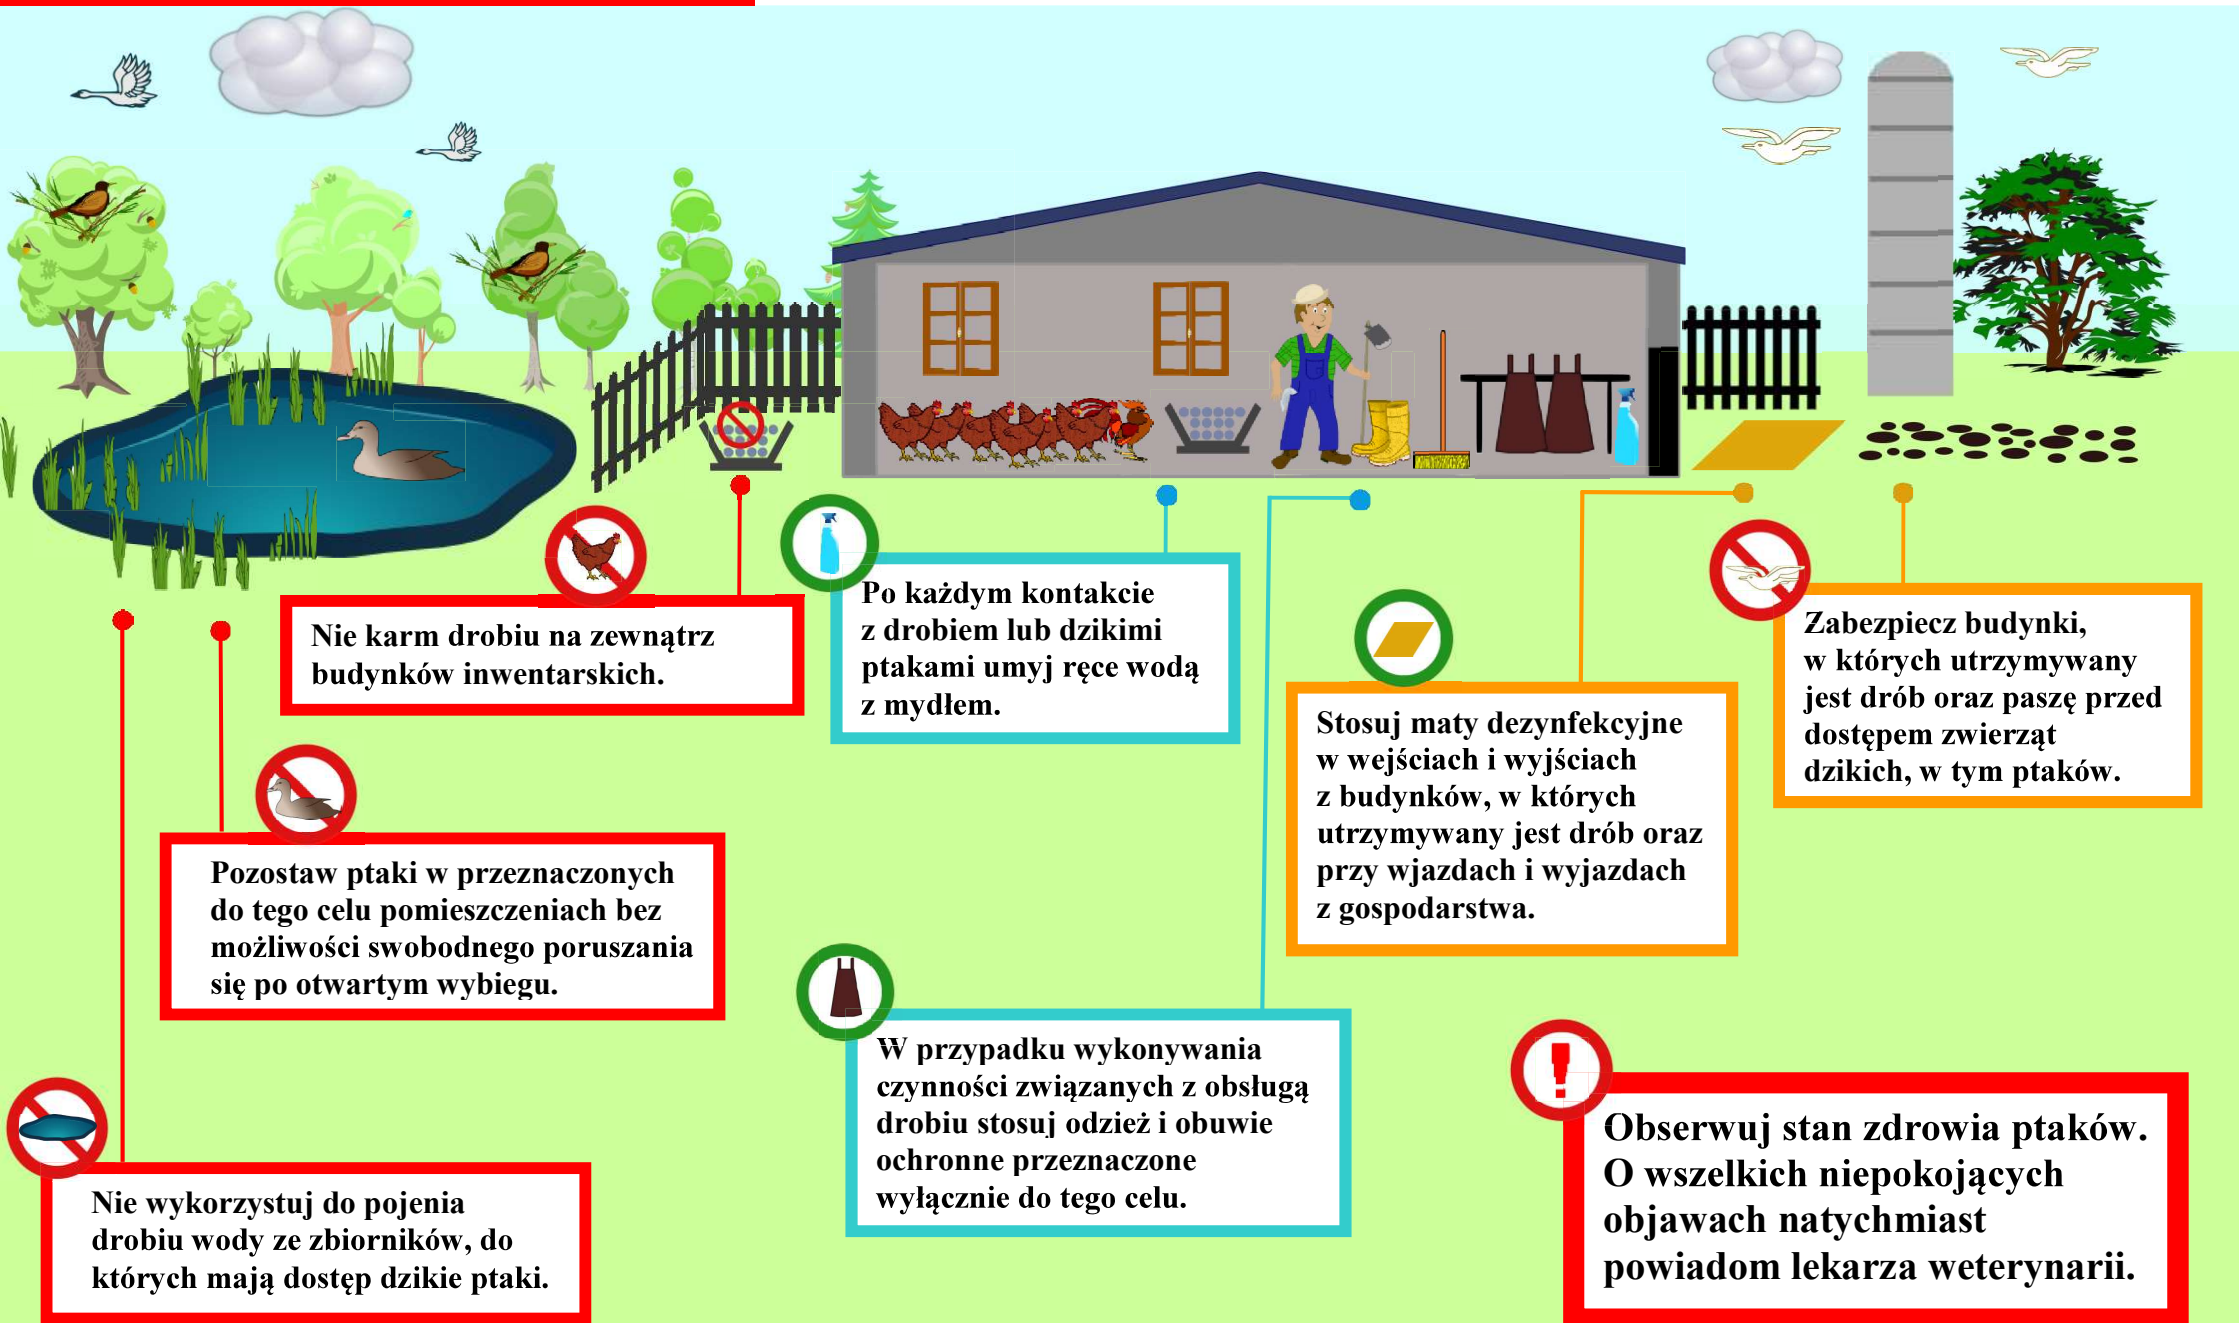 Nie karm drobiu na zewnątrz
budynków inwentarskich.
Po każdym kontakcie
z drobiem lub dzikimi
ptakami umyj ręce wodą
z mydłem.
Stosuj maty dezynfekcyjne
w wejściach i wyjściach
z budynków, w których
utrzymywany jest drób oraz
przy wjazdach i wyjazdach
z gospodarstwa.
Zabezpiecz budynki,
w których utrzymywany
jest drób oraz paszę przed
dostępem zwierząt
dzikich, w tym ptaków.
Pozostaw ptaki w przeznaczonych
do tego celu pomieszczeniach bez
możliwości swobodnego poruszania
się po otwartym wybiegu.
W przypadku wykonywania
czynności związanych z obsługą
drobiu stosuj odzież i obuwie
ochronne przeznaczone
wyłącznie do tego celu.
Nie wykorzystuj do pojenia
drobiu wody ze zbiorników, do
których mają dostęp dzikie ptaki.
Obserwuj stan zdrowia ptaków.
O wszelkich niepokojących
objawach natychmiast
powiadom lekarza weterynarii.